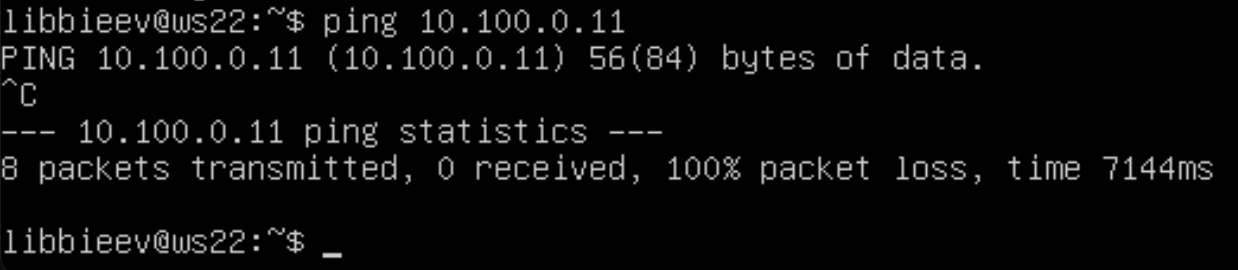 libbieev@ws22:~$ ping 10.100.0.11
PING 10.100.0.11 (10.100.0.11) 56(84) bytes of data.
^C
--- 10.100.0.11 ping statistics ---
8 packets transmitted, 0 received, 100% packet loss, time 7144ms
libbieev@ws22:~$ _